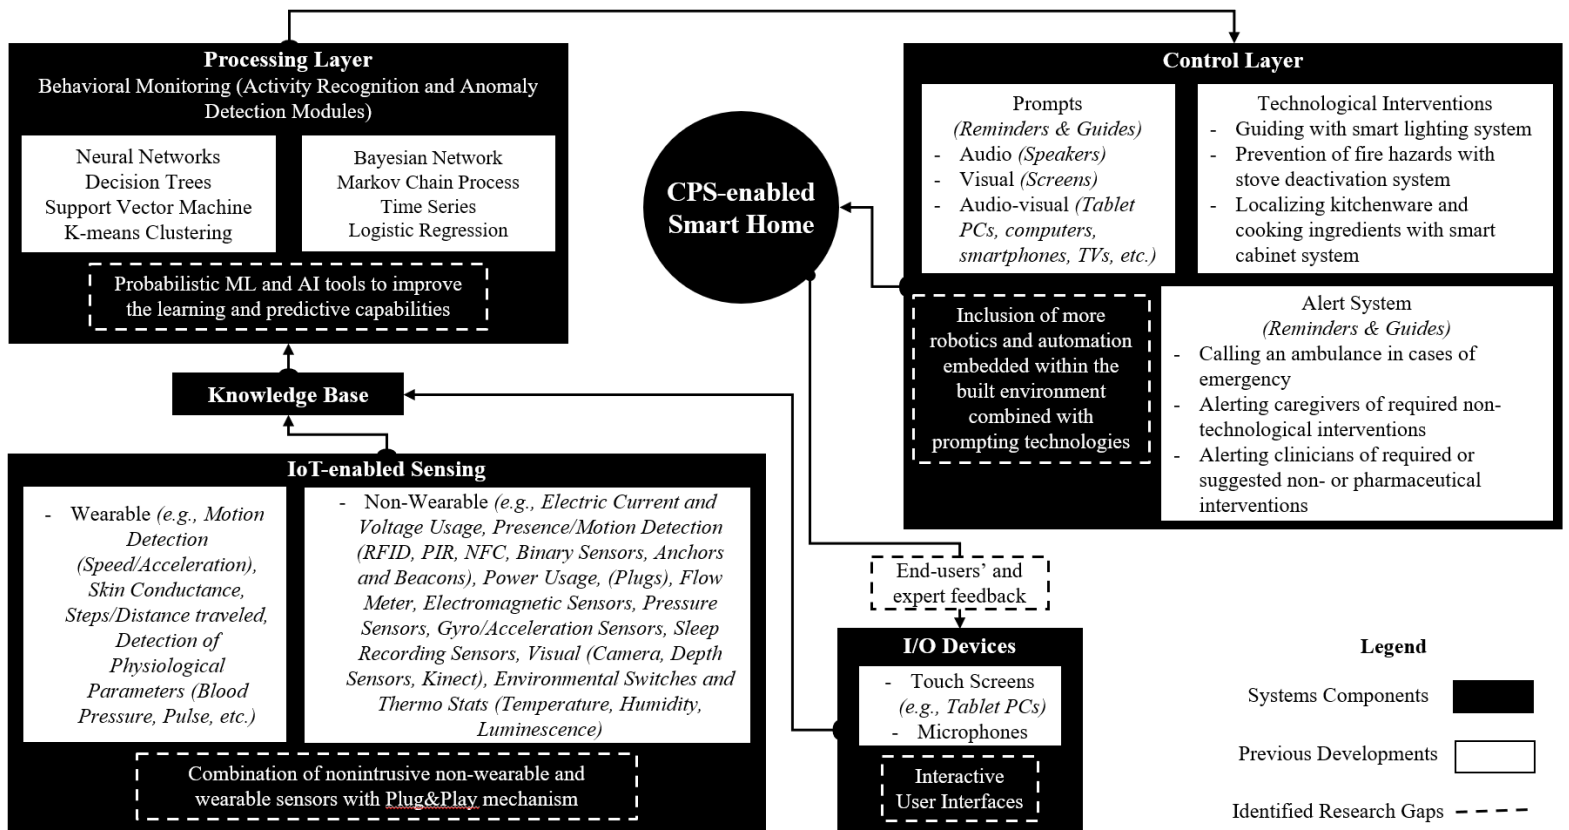 Processing Layer
Behavioral Monitoring (Activity Recognition and Anomaly
Detection Modules)
Neural Networks
Decision Trees
Support Vector Machine
K-means Clustering
Bayesian Network
Markov Chain Process
Time Series
Logistic Regression
Probabilistic ML and AI tools to improve
the learning and predictive capabilities
Knowledge Base
IoT-enabled Sensing
- Wearable (e.g., Motion
Detection
(Speed/Acceleration),
Skin Conductance,
Steps/Distance traveled,
Detection of
Physiological
Parameters (Blood
Pressure, Pulse, etc.)
- Non-Wearable (e.g., Electric Current and
Voltage Usage, Presence/Motion Detection
(RFID, PIR, NFC, Binary Sensors, Anchors
and Beacons), Power Usage, (Plugs), Flow
Meter, Electromagnetic Sensors, Pressure
Sensors, Gyro/Acceleration Sensors, Sleep
Recording Sensors, Visual (Camera, Depth
Sensors, Kinect), Environmental Switches and
Thermo Stats (Temperature, Humidity,
Luminescence)
Combination of nonintrusive non-wearable and
wearable sensors with Plug&Play mechanism
CPS-enabled
Smart Home
Control Layer
Prompts
(Reminders & Guides)
- Audio (Speakers)
- Visual (Screens)
- Audio-visual (Tablet
PCs, computers,
smartphones, TVs, etc.)
Technological Interventions
- Guiding with smart lighting system
- Prevention of fire hazards with
stove deactivation system
- Localizing kitchenware and
cooking ingredients with smart
cabinet system
Inclusion of more
robotics and automation
embedded within the
built environment
combined with
prompting technologies
Alert System
(Reminders & Guides)
- Calling an ambulance in cases of
emergency
- Alerting caregivers of required non-
technological interventions
- Alerting clinicians of required or
suggested non- or pharmaceutical
interventions
End-users' and
expert feedback
I/O Devices
- Touch Screens
(e.g., Tablet PCs)
- Microphones
Interactive
User Interfaces
Legend
Systems Components
Previous Developments
Identified Research Gaps